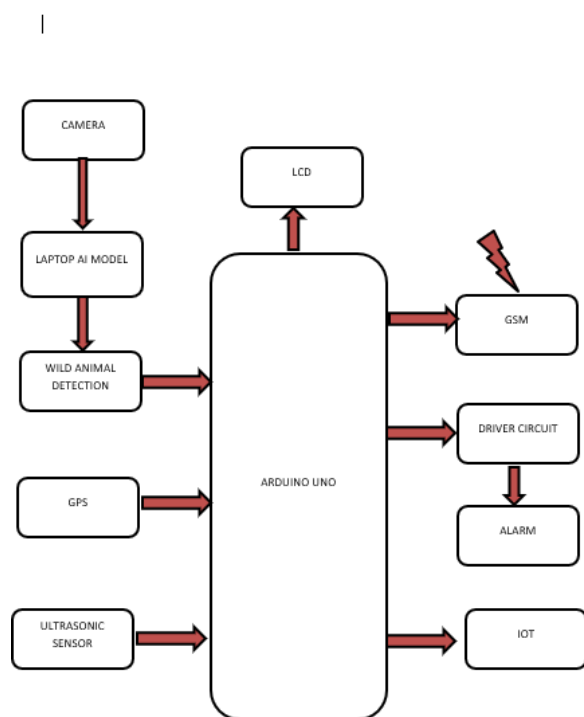 CAMERA
LCD
LAPTOP AI MODEL
GSM
WILD ANIMAL
DETECTION
DRIVER CIRCUIT
GPS
ARDUINO UNO
ALARM
ULTRASONIC
SENSOR
IOT